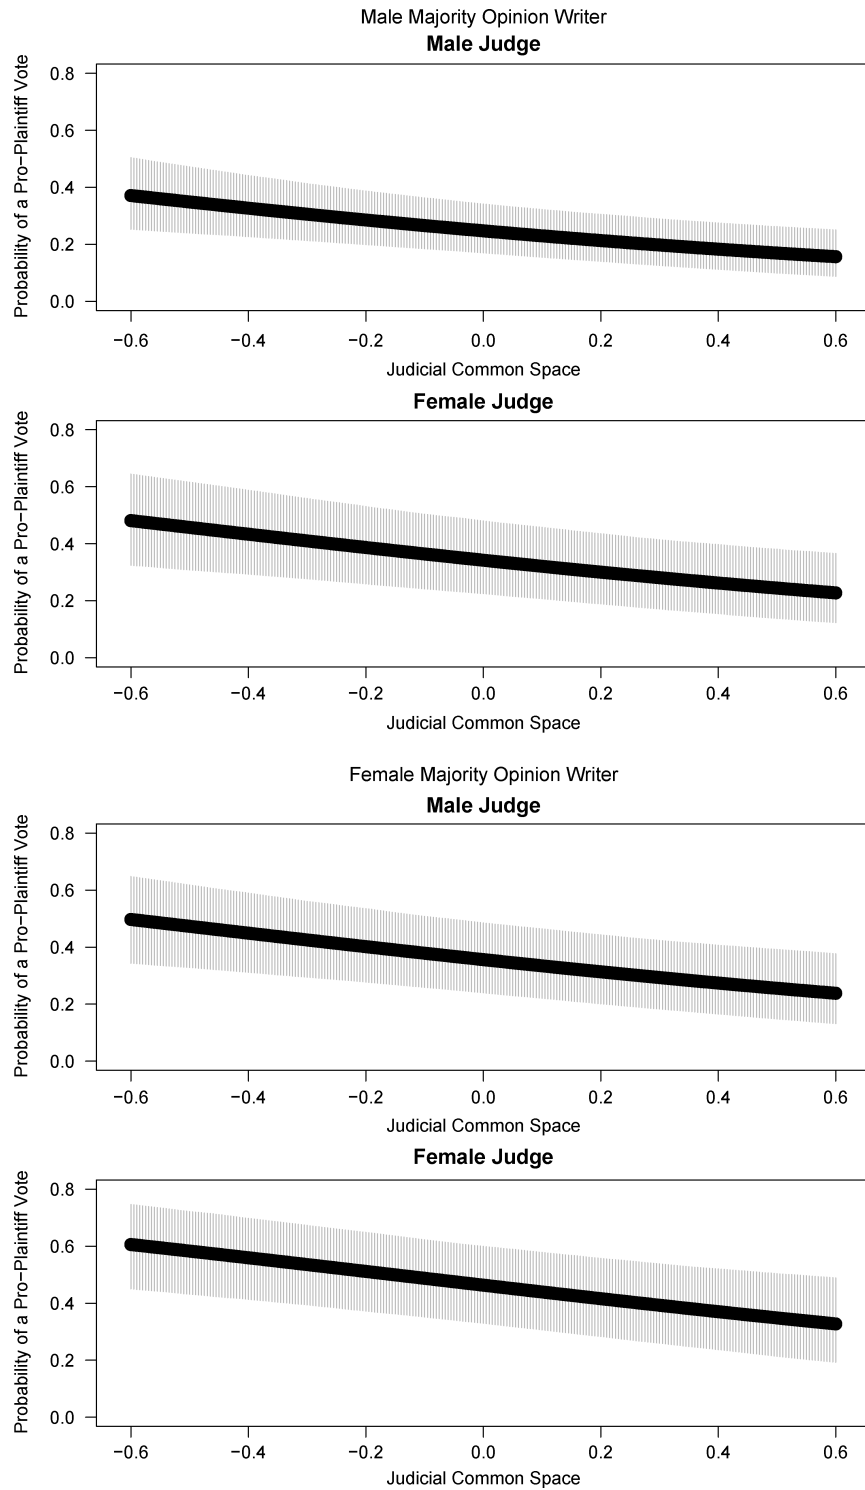 Male Majority Opinion Writer
Male Judge
Probability of a Pro−Plaintiff Vote
0.8
0.6
0.4
0.2
0.0
−0.6 −0.4 −0.2 0.0 0.2 0.4 0.6
Judicial Common Space
Female Judge
Probability of a Pro−Plaintiff Vote
0.8
0.6
0.4
0.2
0.0
−0.6 −0.4 −0.2 0.0 0.2 0.4 0.6
Judicial Common Space
Female Majority Opinion Writer
Male Judge
Probability of a Pro−Plaintiff Vote
0.8
0.6
0.4
0.2
0.0
−0.6 −0.4 −0.2 0.0 0.2 0.4 0.6
Judicial Common Space
Female Judge
Probability of a Pro−Plaintiff Vote
0.8
0.6
0.4
0.2
0.0
−0.6 −0.4 −0.2 0.0 0.2 0.4 0.6
Judicial Common Space